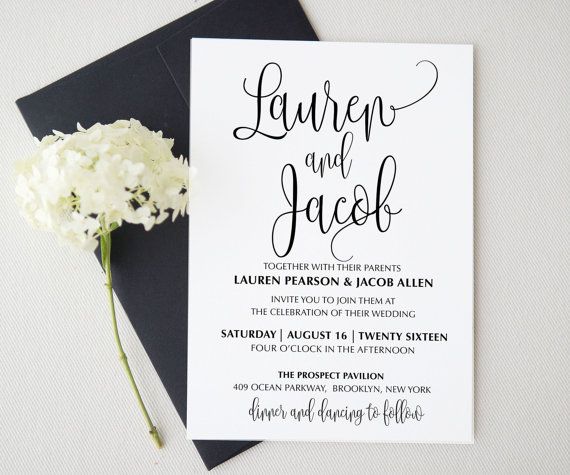 Lauren
and
Jacob
TOGETHER WITH THEIR PARENTS
LAUREN PEARSON & JACOB ALLEN
INVITE YOU TO JOIN THEM AT
THE CELEBRATION OF THEIR WEDDING
SATURDAY| AUGUST 16 | TWENTY SIXTEEN
FOUR O'CLOCK IN THE AFTERNOON
THE PROSPECT PAVILION
409 OCEAN PARKWAY, BROOKLYN, NEW YORK
dinner and dancing to follow